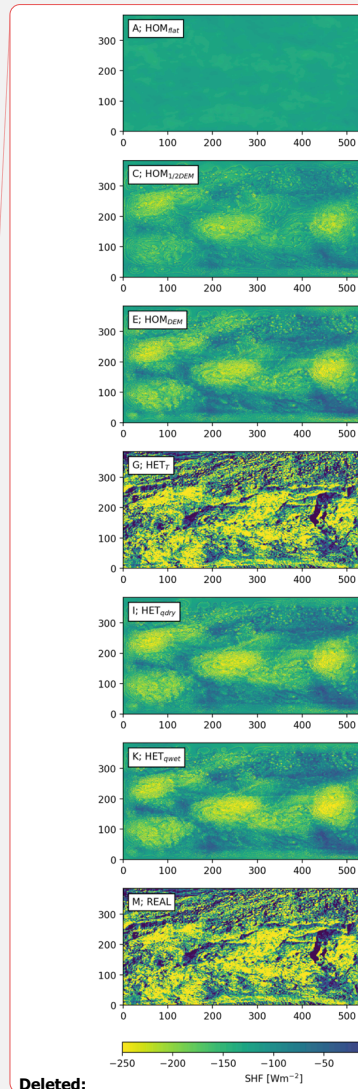 A; HOMflat
300
200
100
0
0 100 200 300 400 500
C; HOM1/2DEM
300
200
100
0
0 100 200 300 400 500
E; HOMDEM
300
200
100
0
0 100 200 300 400 500
G; HETT
300
200
100
0
0 100 200 300 400 500
I; HETqdry
300
200
100
0
0 100 200 300 400 500
K; HETqwet
300
200
100
0
0 100 200 300 400 500
M; REAL
300
200
100
0
0 100 200 300 400 500
−250 −200 −150 −100 −50
SHF [Wm−2]
Deleted: